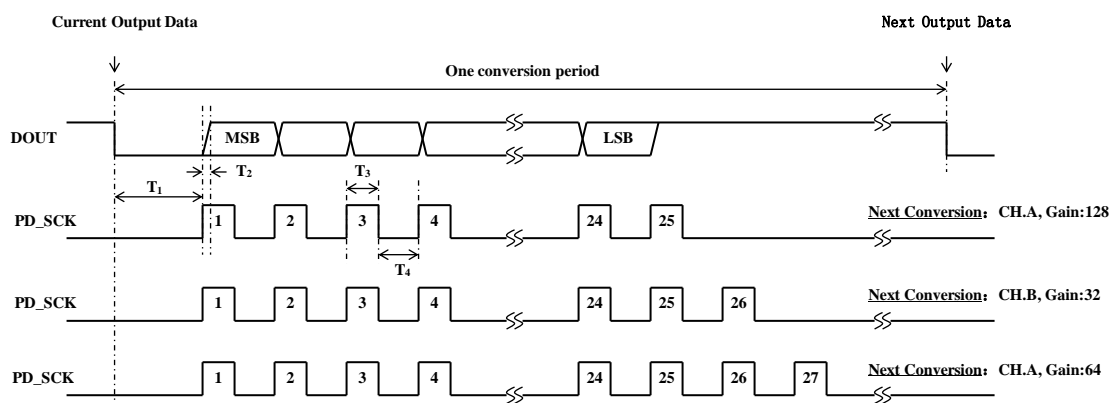 Current Output Data Next Output Data
One conversion period
DOUT MSB LSB
T2
T1 T3
PD_SCK 1 2 3 4 24 25 Next Conversion: CH.A, Gain:128
T4
PD_SCK 1 2 3 4 24 25 26 Next Conversion: CH.B, Gain:32
PD_SCK 1 2 3 4 24 25 26 27 Next Conversion: CH.A, Gain:64